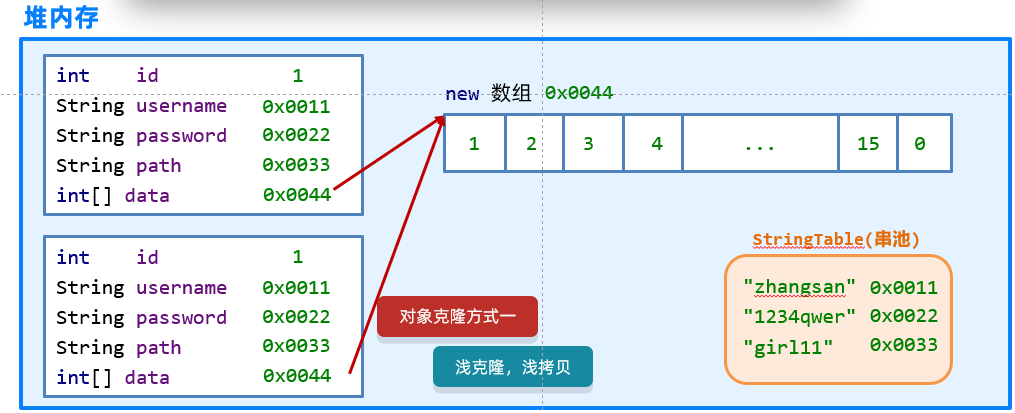 堆内存
int id 1
String username 0x0011
String password 0x0022
String path 0x0033
int[] data 0x0044
new 数组 0x0044
1 2 3 4 ... 15 0
int id 1
String username 0x0011
String password 0x0022
String path 0x0033
int[] data 0x0044
对象克隆方式一
浅克隆，浅拷贝
StringTable(串池)
"zhangsan" 0x0011
"1234qwer" 0x0022
"girl11" 0x0033